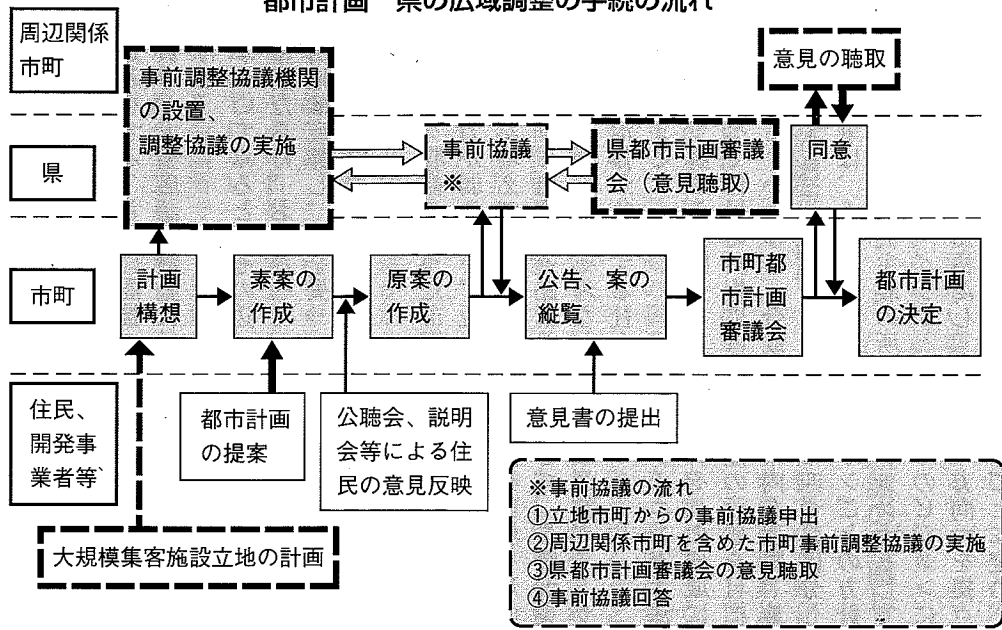 都市計画 県の広域調整の手続の流れ
周辺関係
市町
事前調整協議機関
の設置、
調整協議の実施
意見の聴取
県
事前協議
※
県都市計画審議
会（意見聴取）
同意
市町
計画
構想
素案の
作成
原案の
作成
公告、案の
縦覧
市町都
市計画
審議会
都市計画
の決定
住民、
開発事
業者等
都市計画
の提案
公聴会、説明
会等による住
民の意見反映
意見書の提出
大規模集客施設立地の計画
※事前協議の流れ
①立地市町からの事前協議申出
②周辺関係市町を含めた市町事前調整協議の実施
③県都市計画審議会の意見聴取
④事前協議回答